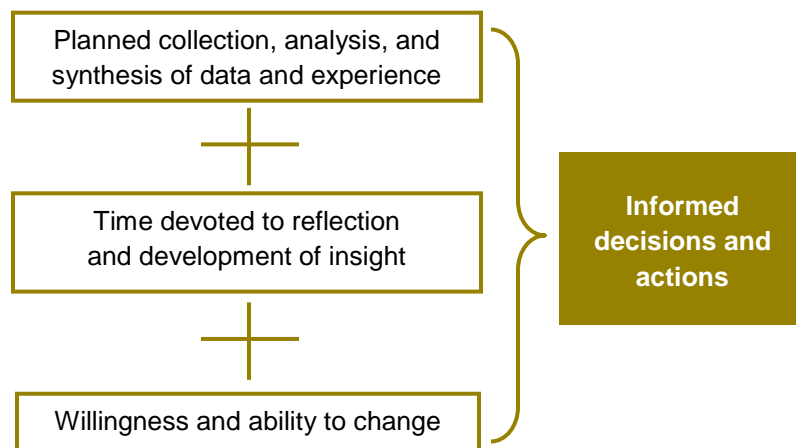 Planned collection, analysis, and
synthesis of data and experience
Time devoted to reflection
and development of insight
Willingness and ability to change
Informed
decisions and
actions